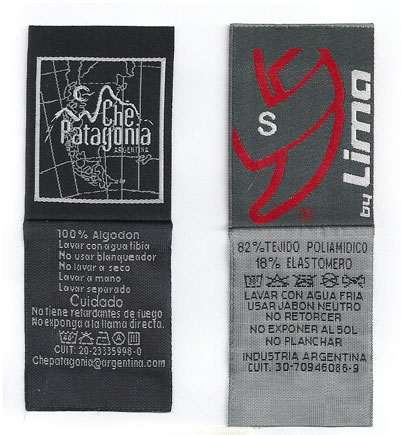 Che
Patagonia
ARGENTINA
100% Algodon
Lavar con agua tibia
No usar blanqueador
No lavar a seco
Lavar a mano
Lavar separado
Cuidado
No tiene retardantes de fuego
No exponga a la llama directa.
40°
CUIT: 20-23335998-0
Chepatagonia@argentina.com
S
®
by Lima
82% TEJIDO POLIAMIDICO
18% ELASTOMERO
LAVAR CON AGUA FRIA
USAR JABON NEUTRO
NO RETORCER
NO EXPONER AL SOL
NO PLANCHAR
INDUSTRIA ARGENTINA
CUIT. 30-70946086-9